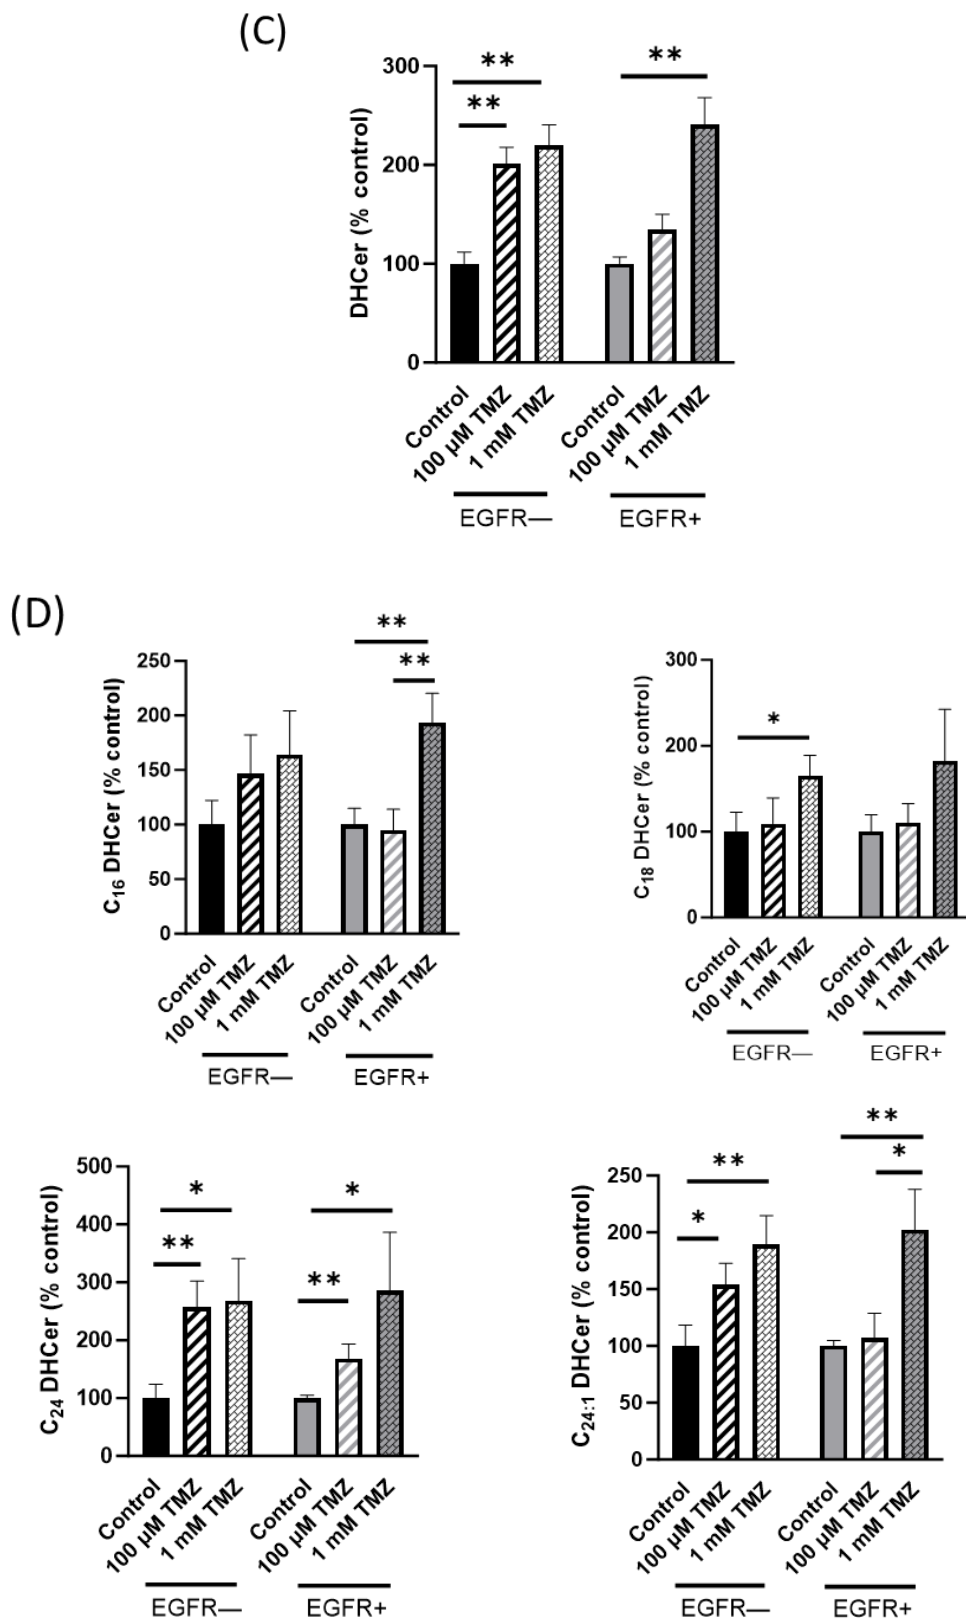 (C)
DHCer (% control)
300
200
100
0
** ** **
Control 100 µM TMZ 1 mM TMZ Control 100 µM TMZ 1 mM TMZ
EGFR— EGFR+
(D)
C₁₆ DHCer (% control)
250
200
150
100
50
0
** **
Control 100 µM TMZ 1 mM TMZ Control 100 µM TMZ 1 mM TMZ
EGFR— EGFR+
C₁₈ DHCer (% control)
300
200
100
0
*
Control 100 µM TMZ 1 mM TMZ Control 100 µM TMZ 1 mM TMZ
EGFR— EGFR+
C₂₄ DHCer (% control)
500
400
300
200
100
0
* ** * **
Control 100 µM TMZ 1 mM TMZ Control 100 µM TMZ 1 mM TMZ
EGFR— EGFR+
C₂₄:₁ DHCer (% control)
250
200
150
100
50
0
** * ** *
Control 100 µM TMZ 1 mM TMZ Control 100 µM TMZ 1 mM TMZ
EGFR— EGFR+